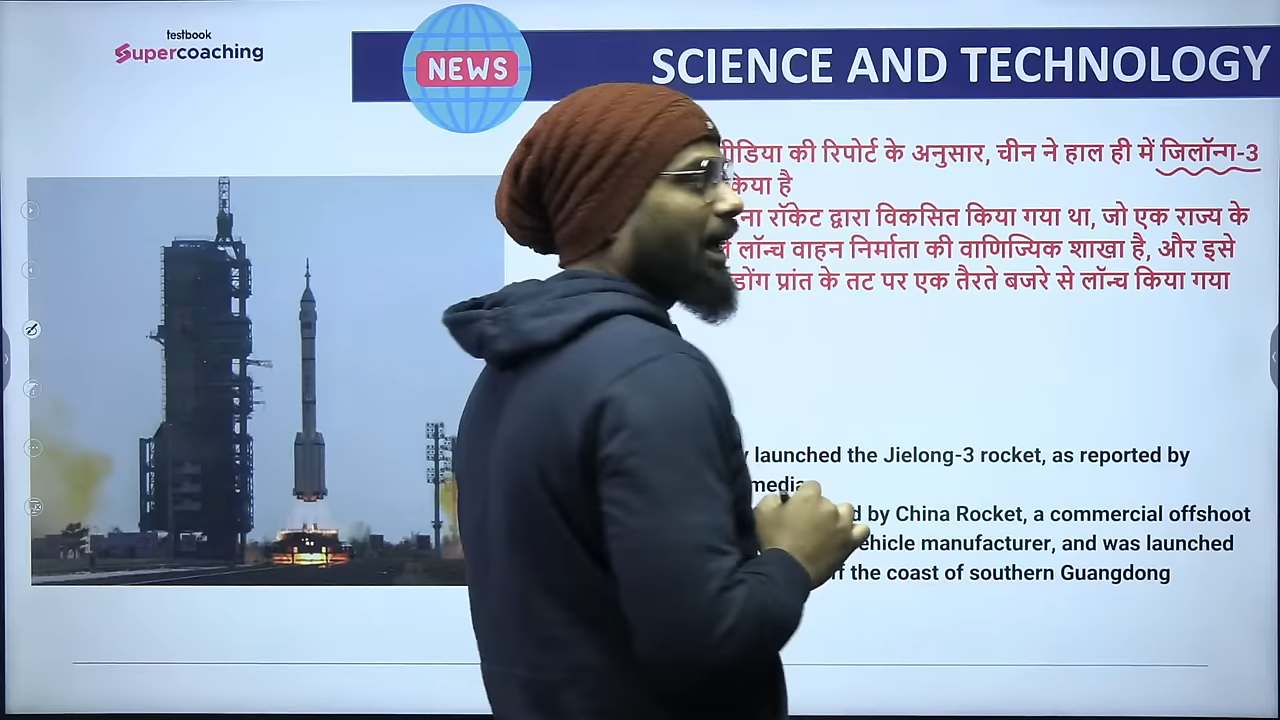 testbook
Supercoaching
NEWS
SCIENCE AND TECHNOLOGY
मीडिया की रिपोर्ट के अनुसार, चीन ने हाल ही में जिलॉन्ग-3
किया है
रॉकेट द्वारा विकसित किया गया था, जो एक राज्य के
लॉन्च वाहन निर्माता की वाणिज्यिक शाखा है, और इसे
प्रांत के तट पर एक तैरते बजरे से लॉन्च किया गया
launched the Jielong-3 rocket, as reported by
media
by China Rocket, a commercial offshoot
manufacturer, and was launched
the coast of southern Guangdong